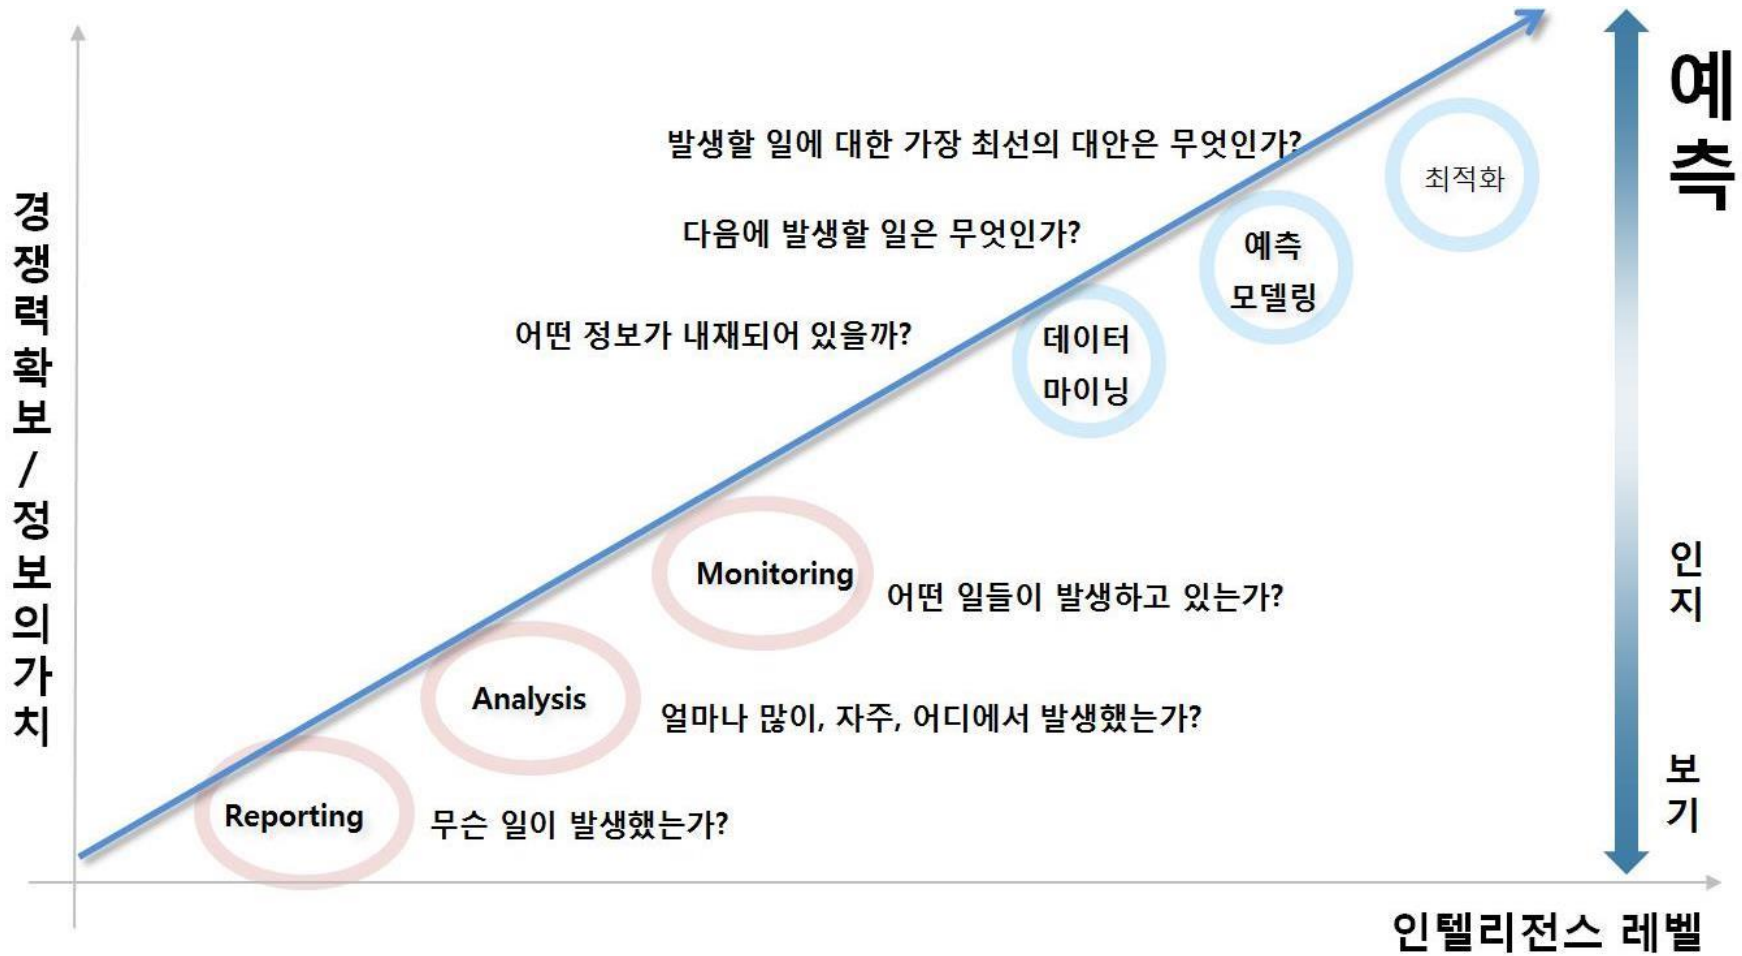 경쟁력확보/정보의가치
발생할 일에 대한 가장 최선의 대안은 무엇인가?
최적화
다음에 발생할 일은 무엇인가?
예측
모델링
어떤 정보가 내재되어 있을까?
데이터
마이닝
Monitoring
어떤 일들이 발생하고 있는가?
Analysis
얼마나 많이, 자주, 어디에서 발생했는가?
Reporting
무슨 일이 발생했는가?
예측
인지
보기
인텔리전스 레벨